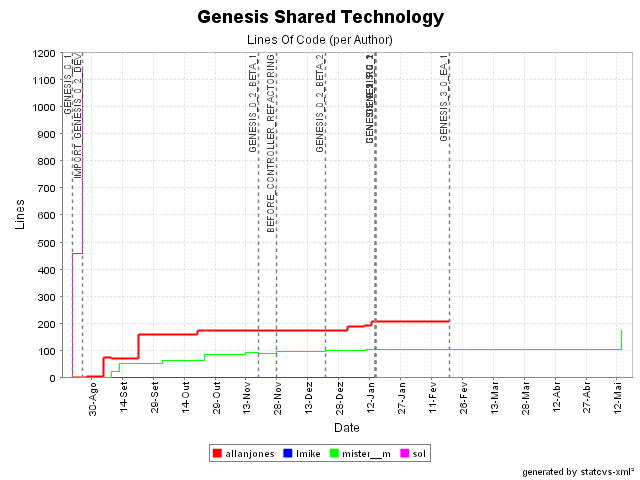 Genesis Shared Technology
Lines Of Code (per Author)
1200
1100
1000
900
800
700
600
500
400
300
200
100
0
Lines
GENESIS_0_1
IMPORT_GENESIS_0_2_DEV
GENESIS_0_2_BETA_1
BEFORE_CONTROLLER_REFACTORING
GENESIS_0_2_BETA_2
GENESIS_3_0_EA_1
30-Ago
14-Set
29-Set
14-Out
29-Out
13-Nov
28-Nov
13-Dez
28-Dez
12-Jan
27-Jan
11-Fev
26-Fev
13-Mar
28-Mar
12-Abr
27-Abr
12-Mai
Date
allanjones lmike mister__m sol
generated by statcvs-xml²